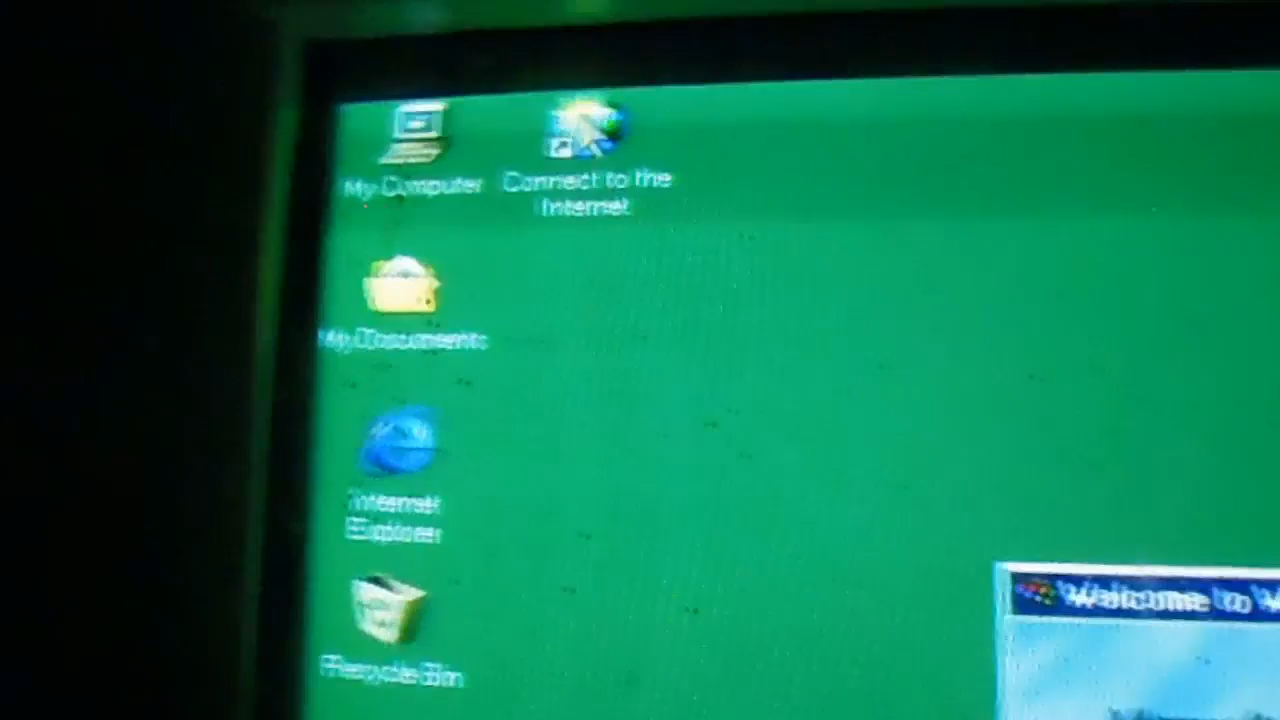 My Computer
Connect to the
Internet
My Documents
Internet
Explorer
Recycle Bin
Welcome to W